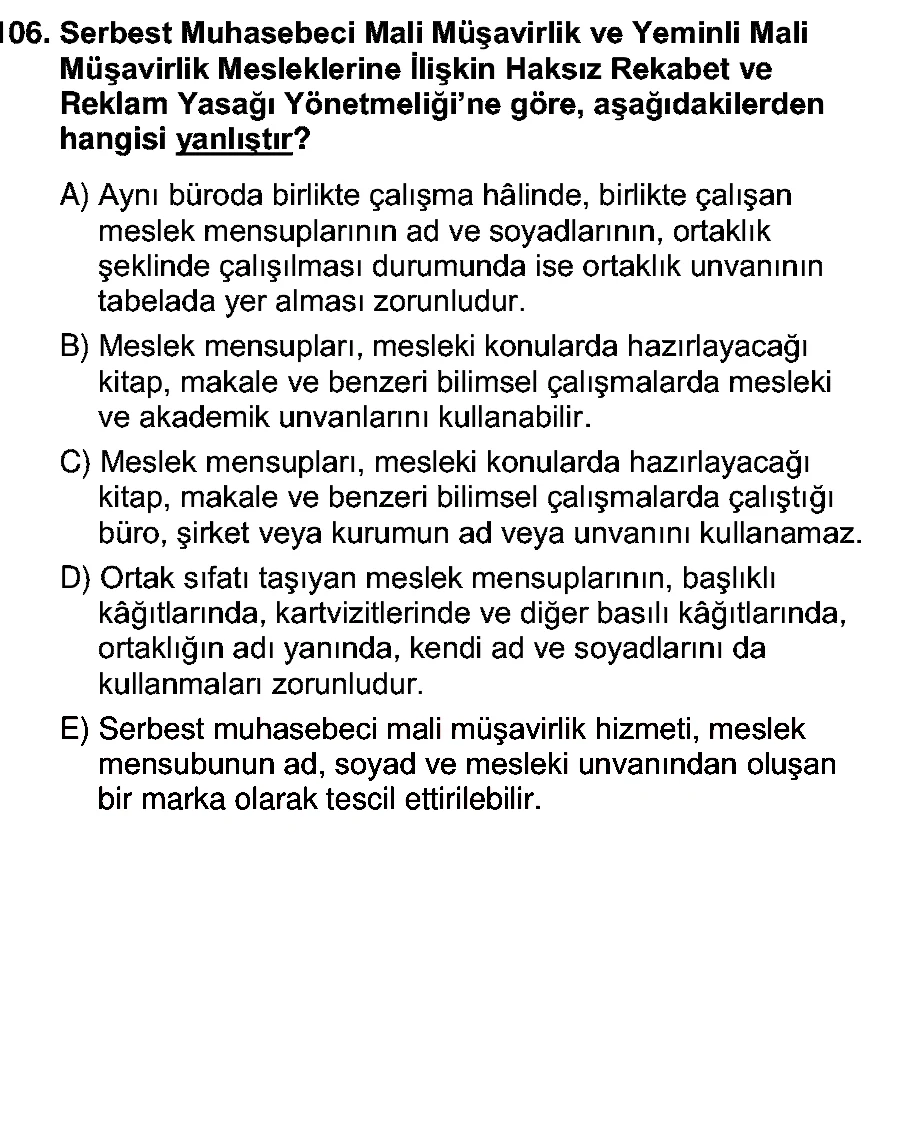 106. Serbest Muhasebeci Mali Müşavirlik ve Yeminli Mali
Müşavirlik Mesleklerine İlişkin Haksız Rekabet ve
Reklam Yasağı Yönetmeliği’ne göre, aşağıdakilerden
hangisi yanlıştır?
A) Aynı büroda birlikte çalışma hâlinde, birlikte çalışan
meslek mensuplarının ad ve soyadlarının, ortaklık
şeklinde çalışılması durumunda ise ortaklık unvanının
tabelada yer alması zorunludur.
B) Meslek mensupları, mesleki konularda hazırlayacağı
kitap, makale ve benzeri bilimsel çalışmalarda mesleki
ve akademik unvanlarını kullanabilir.
C) Meslek mensupları, mesleki konularda hazırlayacağı
kitap, makale ve benzeri bilimsel çalışmalarda çalıştığı
büro, şirket veya kurumun ad veya unvanını kullanamaz.
D) Ortak sıfatı taşıyan meslek mensuplarının, başlıklı
kâğıtlarında, kartvizitlerinde ve diğer basılı kâğıtlarında,
ortaklığın adı yanında, kendi ad ve soyadlarını da
kullanmaları zorunludur.
E) Serbest muhasebeci mali müşavirlik hizmeti, meslek
mensubunun ad, soyad ve mesleki unvanından oluşan
bir marka olarak tescil ettirilebilir.